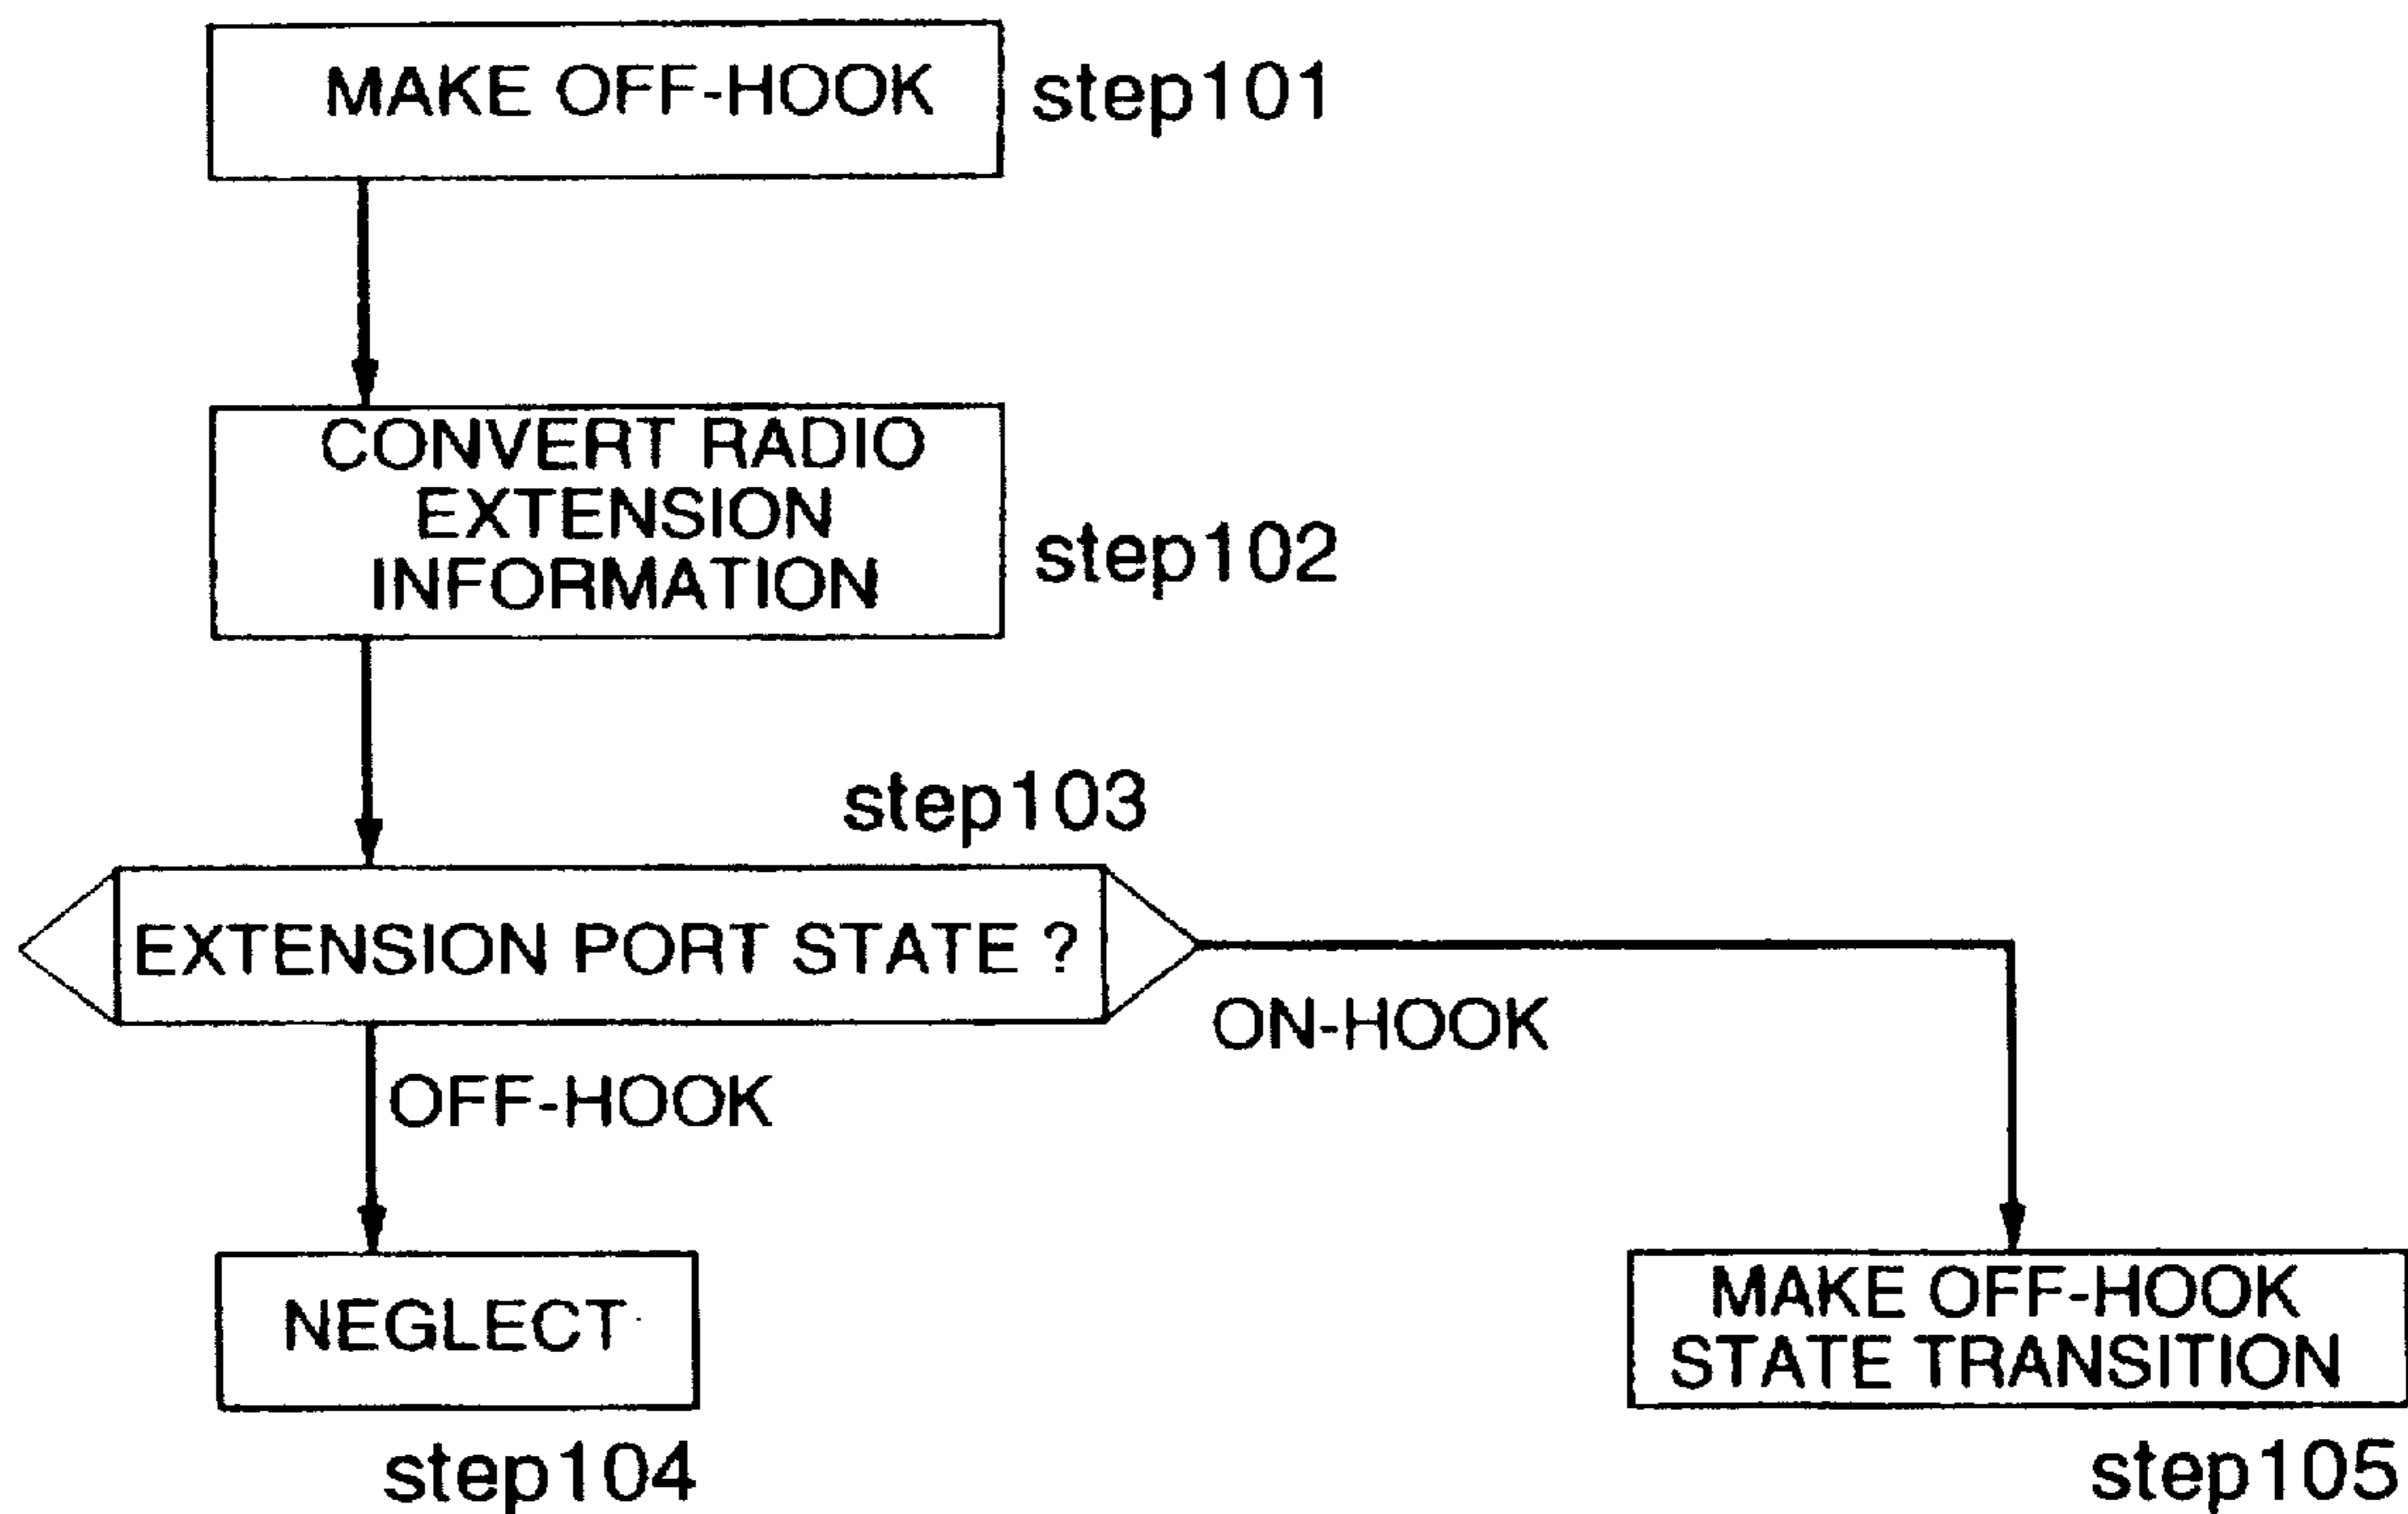 MAKE OFF-HOOK
step101
CONVERT RADIO
EXTENSION
INFORMATION
step102
step103
EXTENSION PORT STATE ?
ON-HOOK
OFF-HOOK
NEGLECT
step104
MAKE OFF-HOOK
STATE TRANSITION
step105